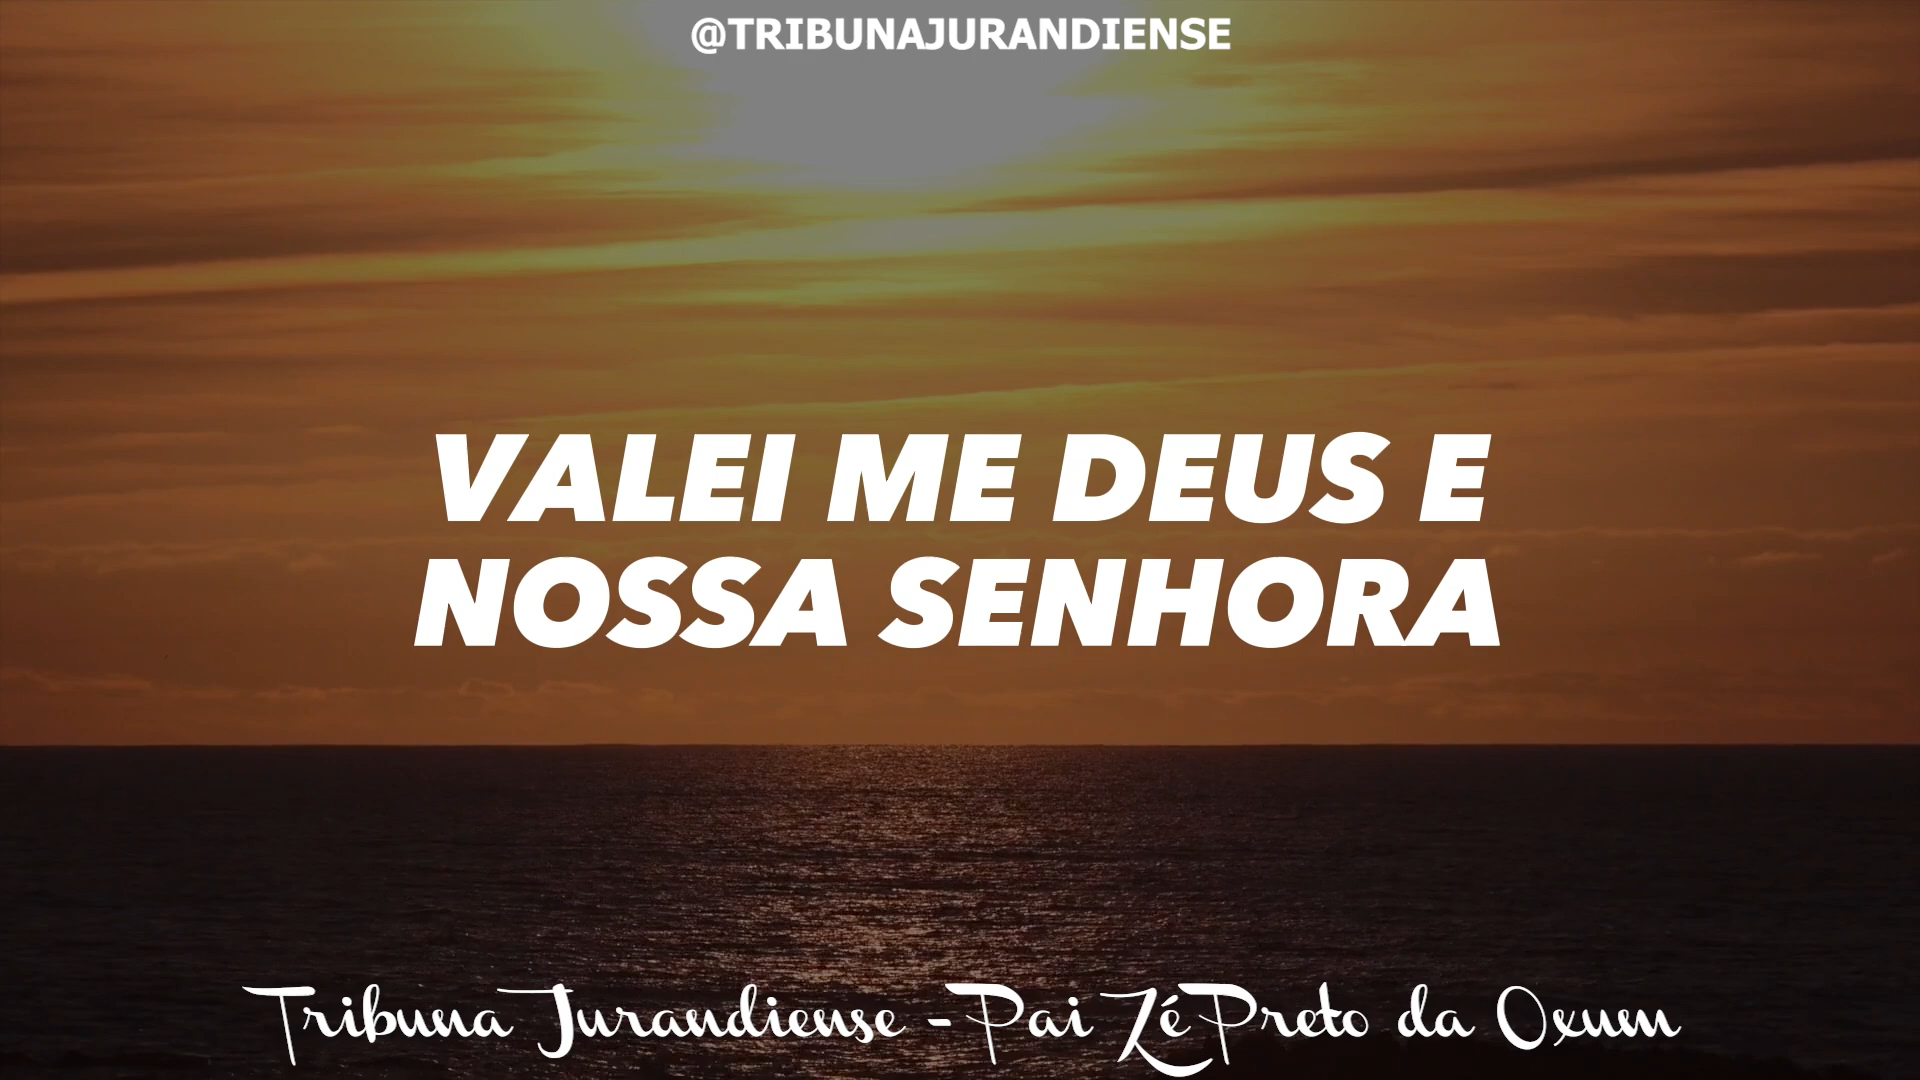 @TRIBUNAJURANDIENSE
VALEI ME DEUS E
NOSSA SENHORA
Tribuna Jurandiense - Pai Zé Preto da Oxum